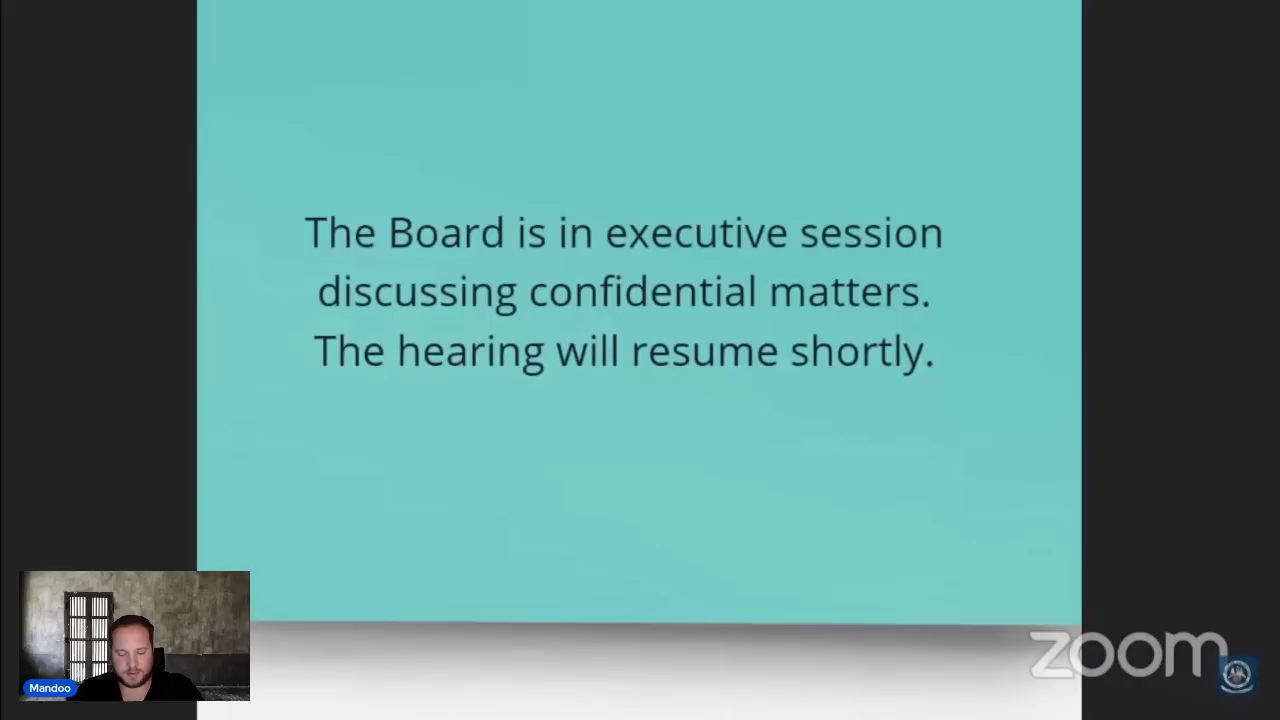 The Board is in executive session
discussing confidential matters.
The hearing will resume shortly.
Mandoo
zoom